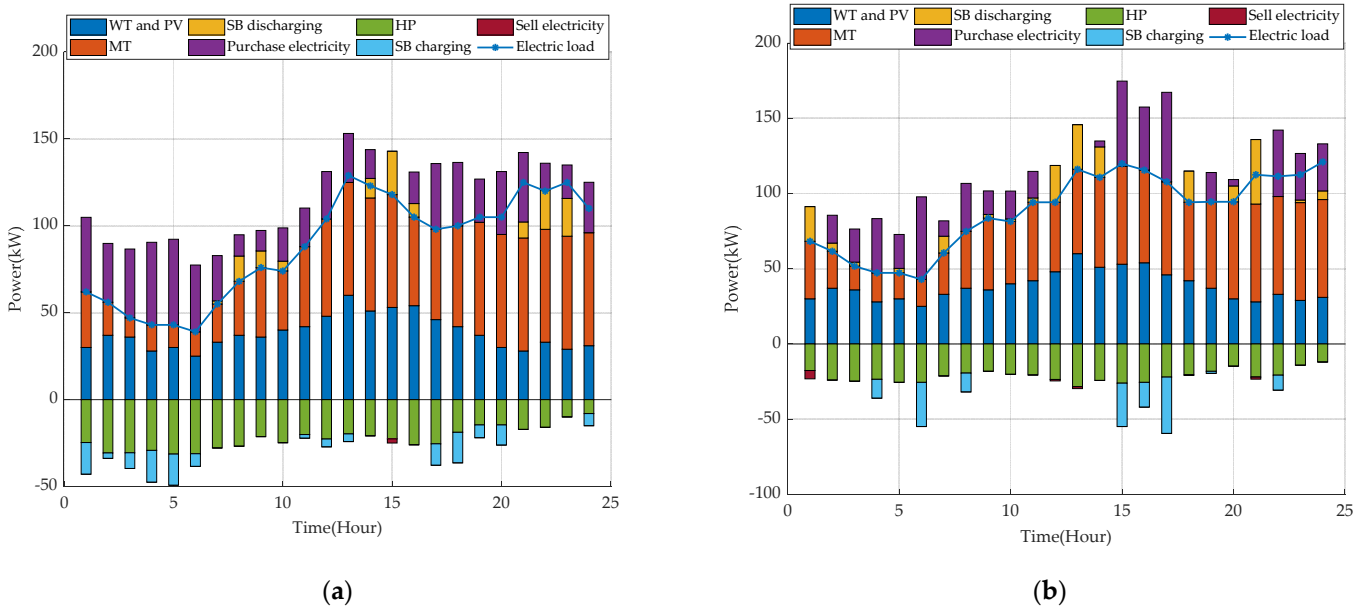 WT and PV SB discharging HP Sell electricity
MT Purchase electricity SB charging Electric load
200
150
100
50
0
-50
0 5 10 15 20 25
Power(kW)
Time(Hour)
(a)
WT and PV SB discharging HP Sell electricity
MT Purchase electricity SB charging Electric load
200
150
100
50
0
-50
-100
0 5 10 15 20 25
Power(kW)
Time(Hour)
(b)